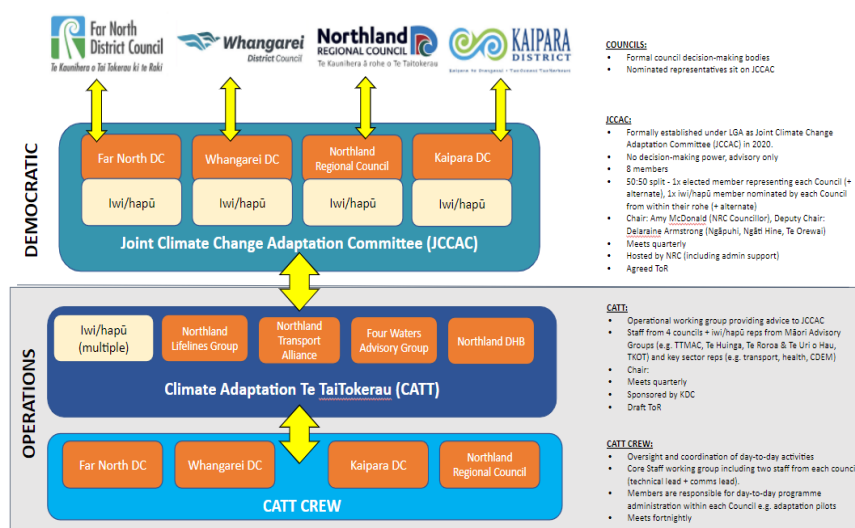 Far North
District Council
Te Kaunihera o Tai Tokerau ki te Raki
Whangarei
District Council
Northland
REGIONAL COUNCIL
Te Kaunihera ā rohe o Te Taitokerau
KAIPARA
DISTRICT
DEMOCRATIC
Far North DC
Whangarei DC
Northland
Regional Council
Kaipara DC
Iwi/hapū
Iwi/hapū
Iwi/hapū
Iwi/hapū
Joint Climate Change Adaptation Committee (JCCAC)
OPERATIONS
Iwi/hapū
(multiple)
Northland
Lifelines Group
Northland
Transport
Alliance
Four Waters
Advisory Group
Northland DHB
Climate Adaptation Te TaiTokerau (CATT)
Far North DC
Whangarei DC
Kaipara DC
Northland
Regional Council
CATT CREW
COUNCILS:
• Formal council decision-making bodies
• Nominated representatives sit on JCCAC
JCCAC:
• Formally established under LGA as Joint Climate Change
Adaptation Committee (JCCAC) in 2020.
• No decision-making power, advisory only
• 8 members
• 50:50 split - 1x elected member representing each Council (+
alternate), 1x iwi/hapū member nominated by each Council
from within their rohe (+ alternate)
• Chair: Amy McDonald (NRC Councillor), Deputy Chair:
Delaraine Armstrong (Ngāpuhi, Ngāti Hine, Te Orewai)
• Meets quarterly
• Hosted by NRC (including admin support)
• Agreed ToR
CATT:
• Operational working group providing advice to JCCAC
• Staff from 4 councils + iwi/hapū reps from Māori Advisory
Groups (e.g. TTMAC, Te Huinga, Te Roroa & Te Uri o Hau,
TKOT) and key sector reps (e.g. transport, health, CDEM)
• Chair:
• Meets quarterly
• Sponsored by KDC
• Draft ToR
CATT CREW:
• Oversight and coordination of day-to-day activities
• Core Staff working group including two staff from each counci
(technical lead + comms lead).
• Members are responsible for day-to-day programme
administration within each Council e.g. adaptation pilots
• Meets fortnightly